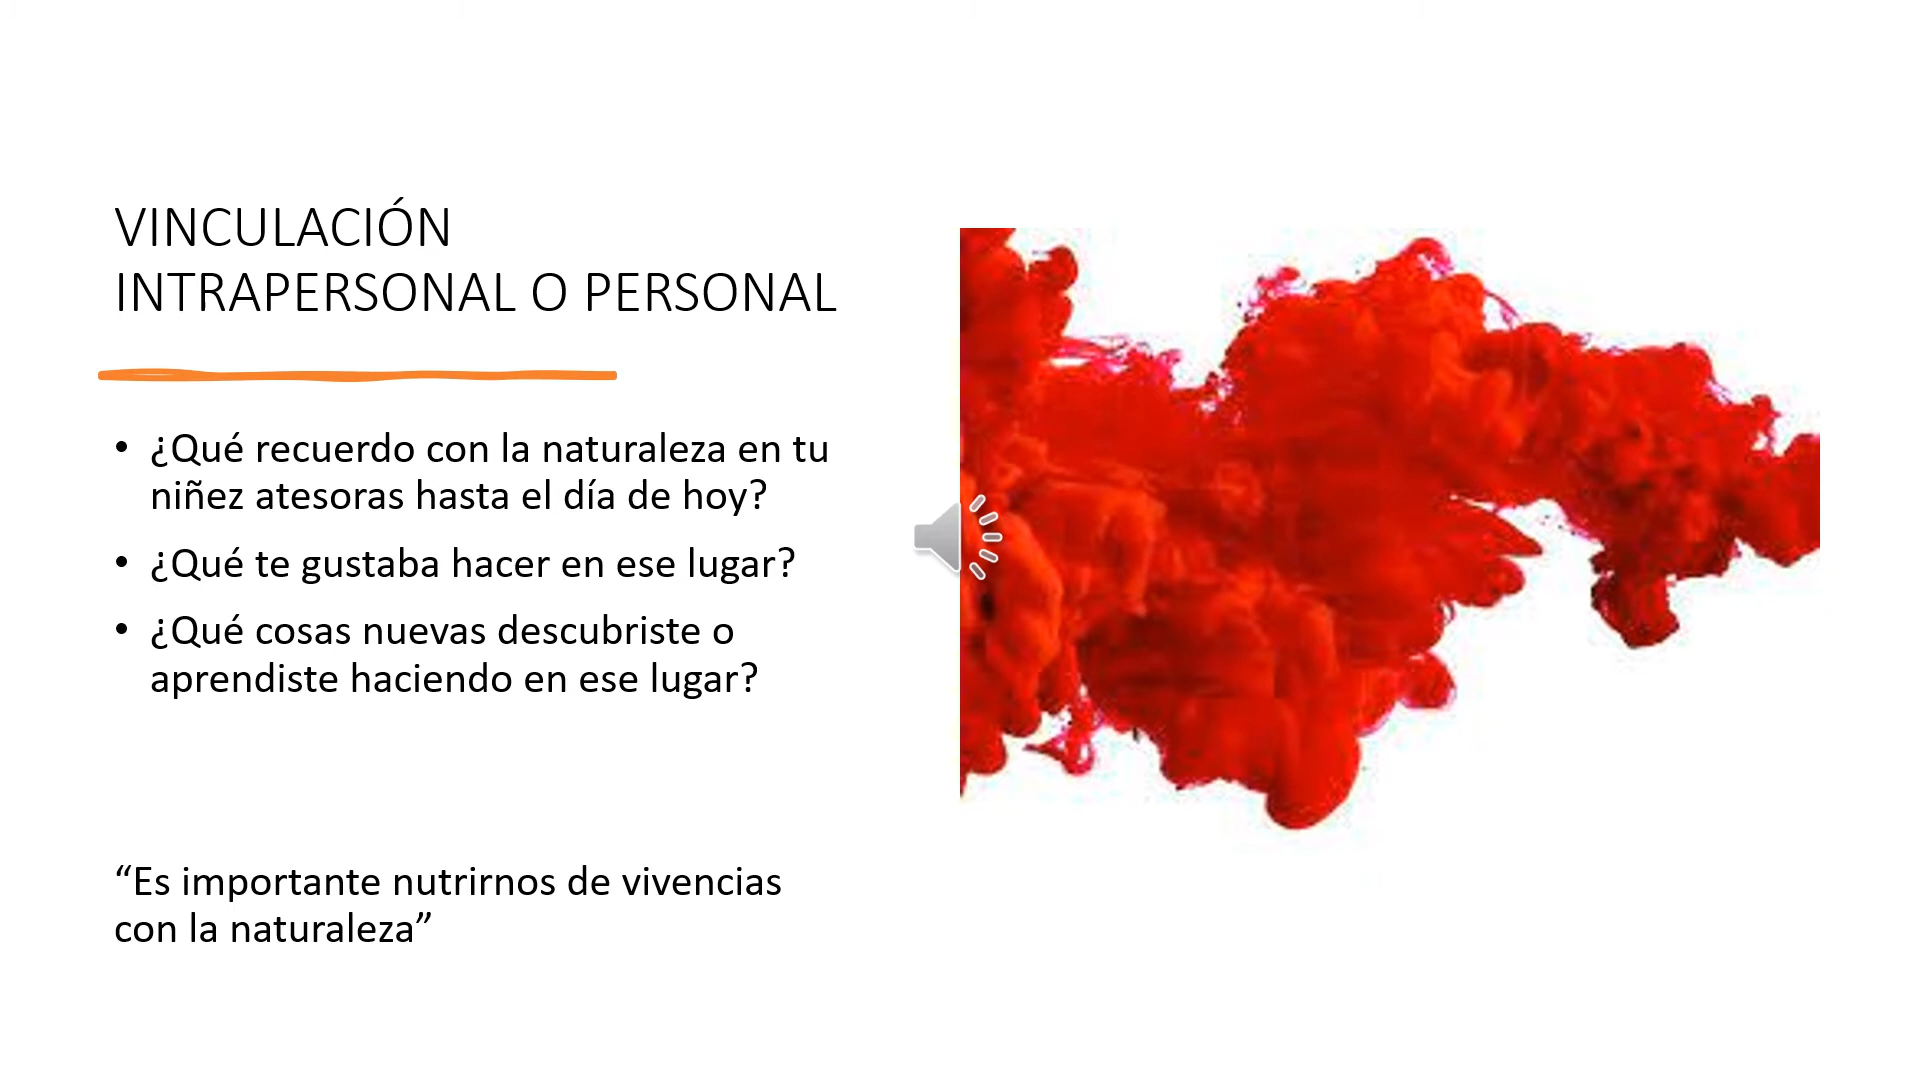 VINCULACIÓN
INTRAPERSONAL O PERSONAL
• ¿Qué recuerdo con la naturaleza en tu
niñez atesoras hasta el día de hoy?
• ¿Qué te gustaba hacer en ese lugar?
• ¿Qué cosas nuevas descubriste o
aprendiste haciendo en ese lugar?
“Es importante nutrirnos de vivencias
con la naturaleza”